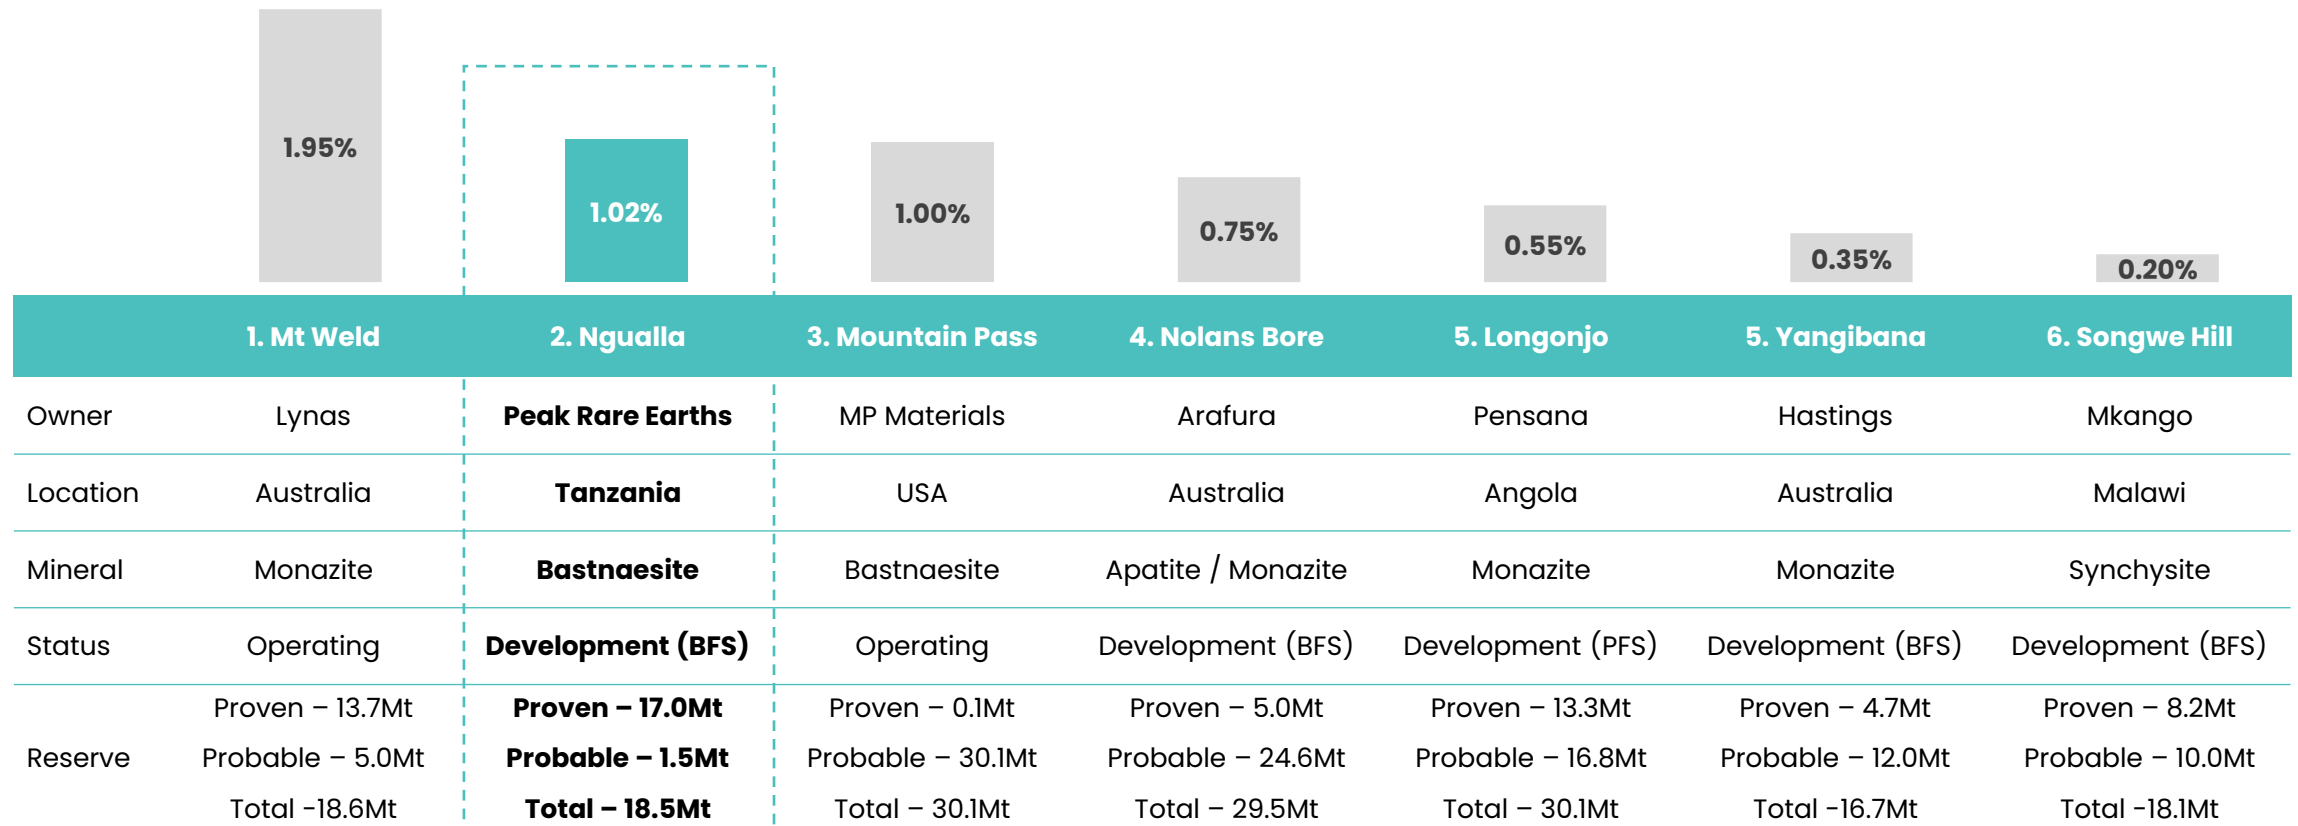 1.95%
1.02%
1.00%
0.75%
0.55%
0.35%
0.20%
1. Mt Weld 2. Ngualla 3. Mountain Pass 4. Nolans Bore 5. Longonjo 5. Yangibana 6. Songwe Hill
Owner Lynas Peak Rare Earths MP Materials Arafura Pensana Hastings Mkango
Location Australia Tanzania USA Australia Angola Australia Malawi
Mineral Monazite Bastnaesite Bastnaesite Apatite / Monazite Monazite Monazite Synchysite
Status Operating Development (BFS) Operating Development (BFS) Development (PFS) Development (BFS) Development (BFS)
Proven – 13.7Mt Proven – 17.0Mt Proven – 0.1Mt Proven – 5.0Mt Proven – 13.3Mt Proven – 4.7Mt Proven – 8.2Mt
Reserve Probable – 5.0Mt Probable – 1.5Mt Probable – 30.1Mt Probable – 24.6Mt Probable – 16.8Mt Probable – 12.0Mt Probable – 10.0Mt
Total -18.6Mt Total – 18.5Mt Total – 30.1Mt Total – 29.5Mt Total – 30.1Mt Total -16.7Mt Total -18.1Mt